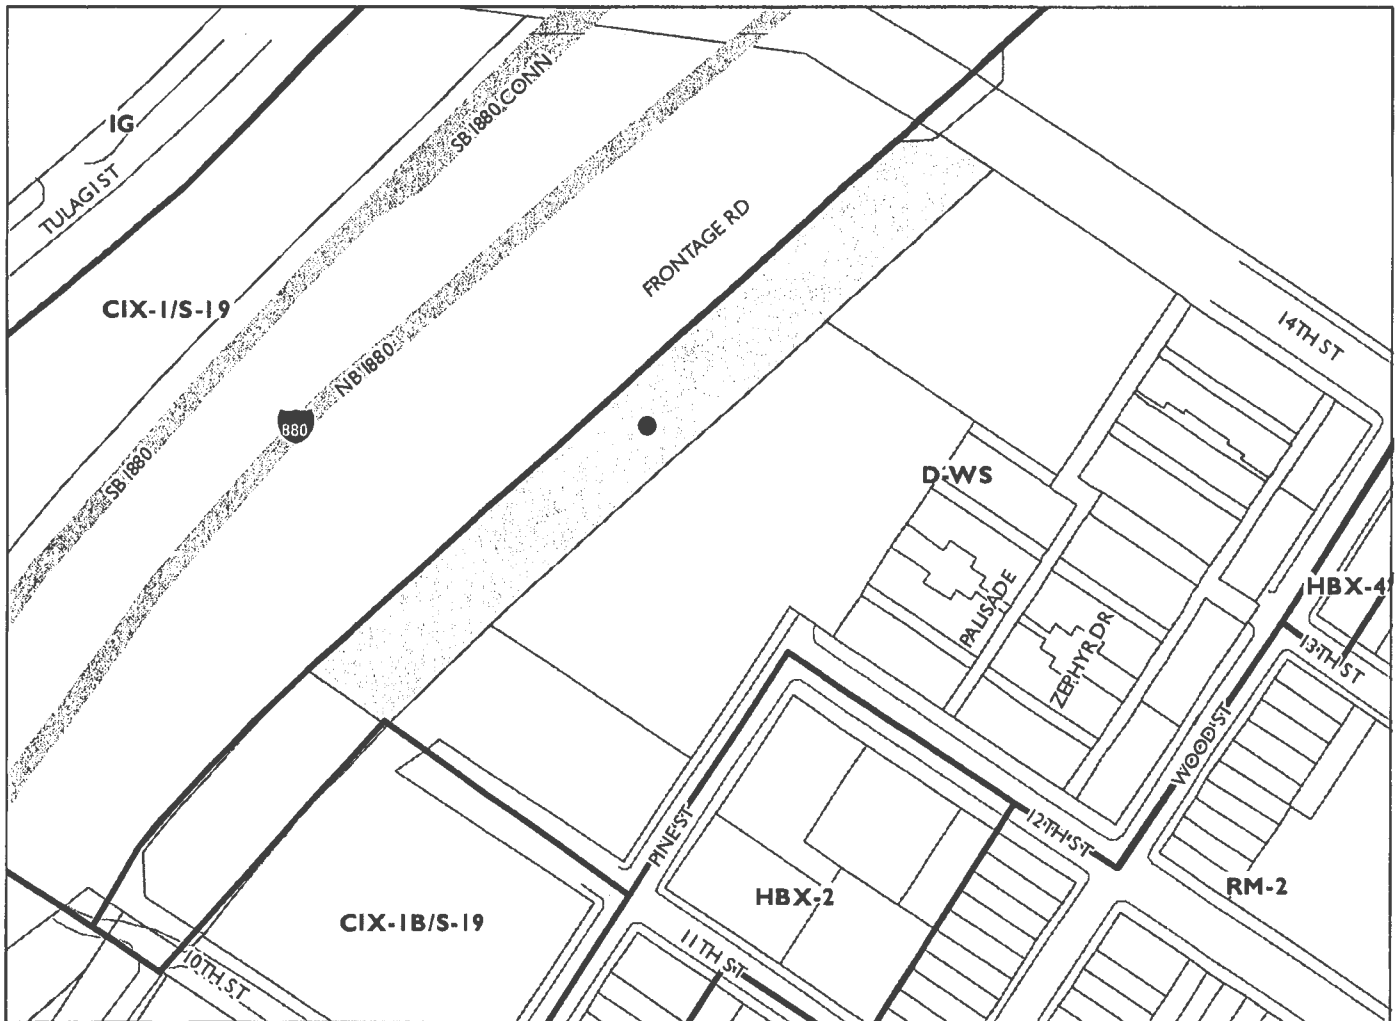 SB I880 CONN
IG
TULAGI ST
FRONTAGE RD
CIX-1/S-19
14TH ST
NB I880
880
SB I880
D-WS
HBX-4
PALISADE
ZEPHYR DR
13TH ST
WOOD ST
PINE ST
12TH ST
RM-2
HBX-2
CIX-1B/S-19
11TH ST
10TH ST